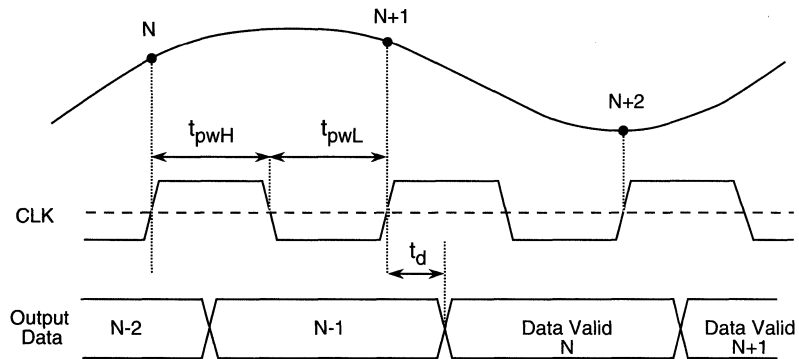 N
N+1
N+2
tpwH
tpwL
CLK
td
Output
Data
N-2
N-1
Data Valid
N
Data Valid
N+1